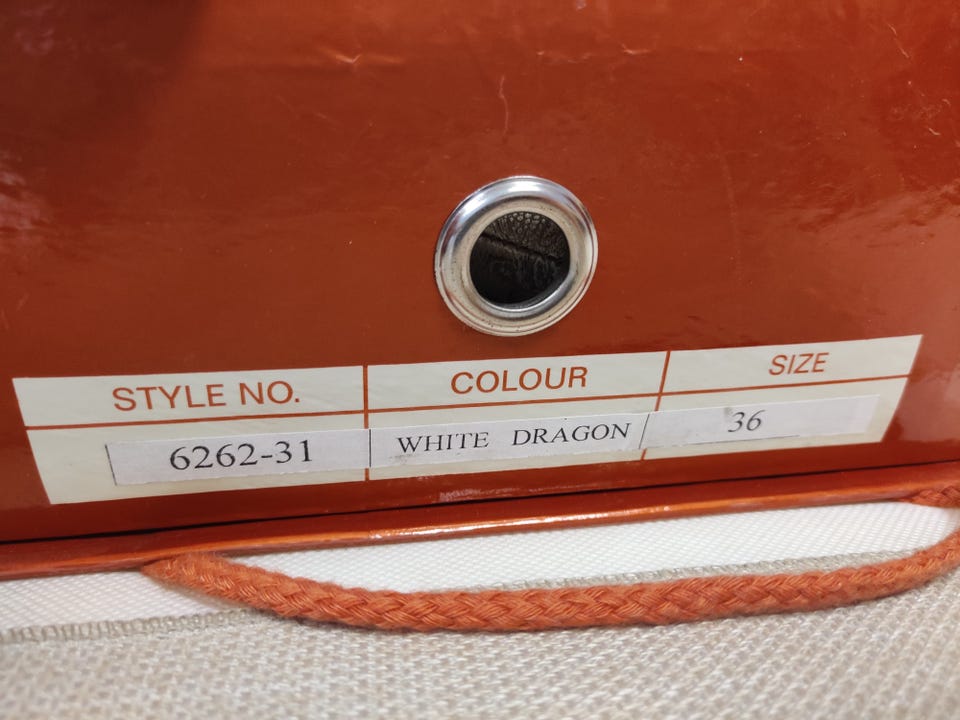 STYLE NO. COLOUR SIZE
6262-31 WHITE DRAGON 36